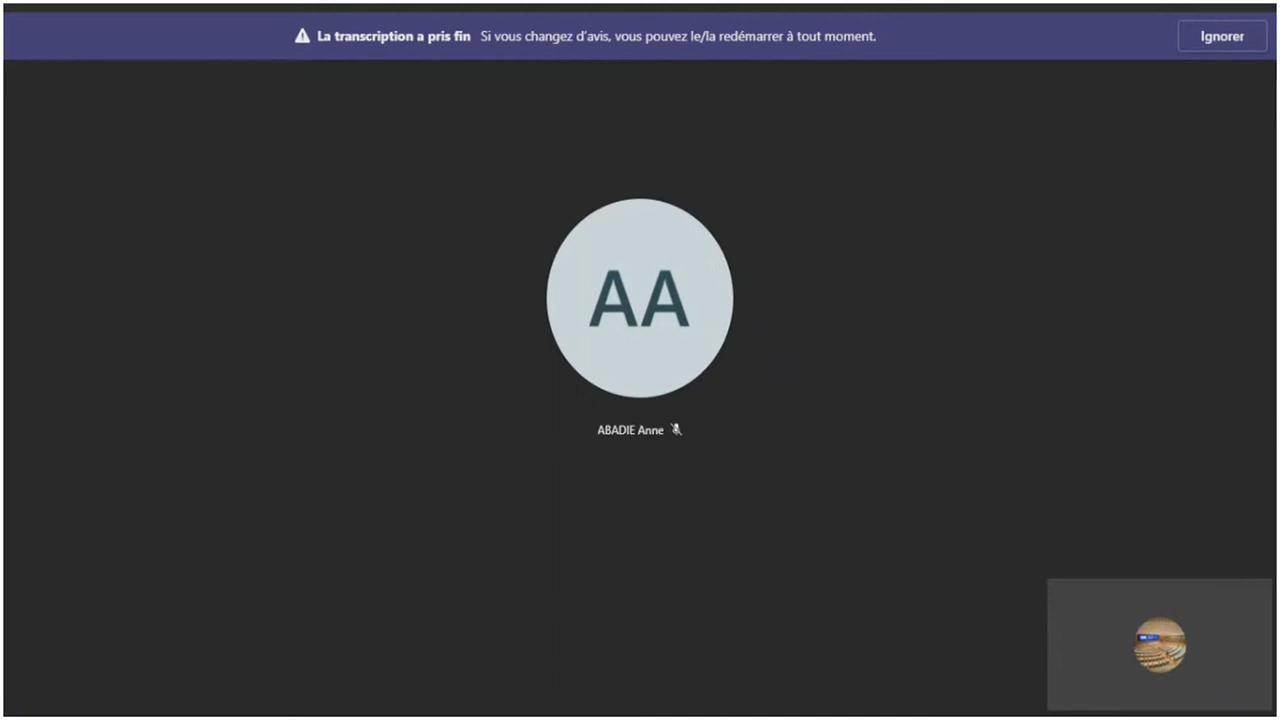 La transcription a pris fin Si vous changez d'avis, vous pouvez le/la redémarrer à tout moment.
Ignorer
AA
ABADIE Anne